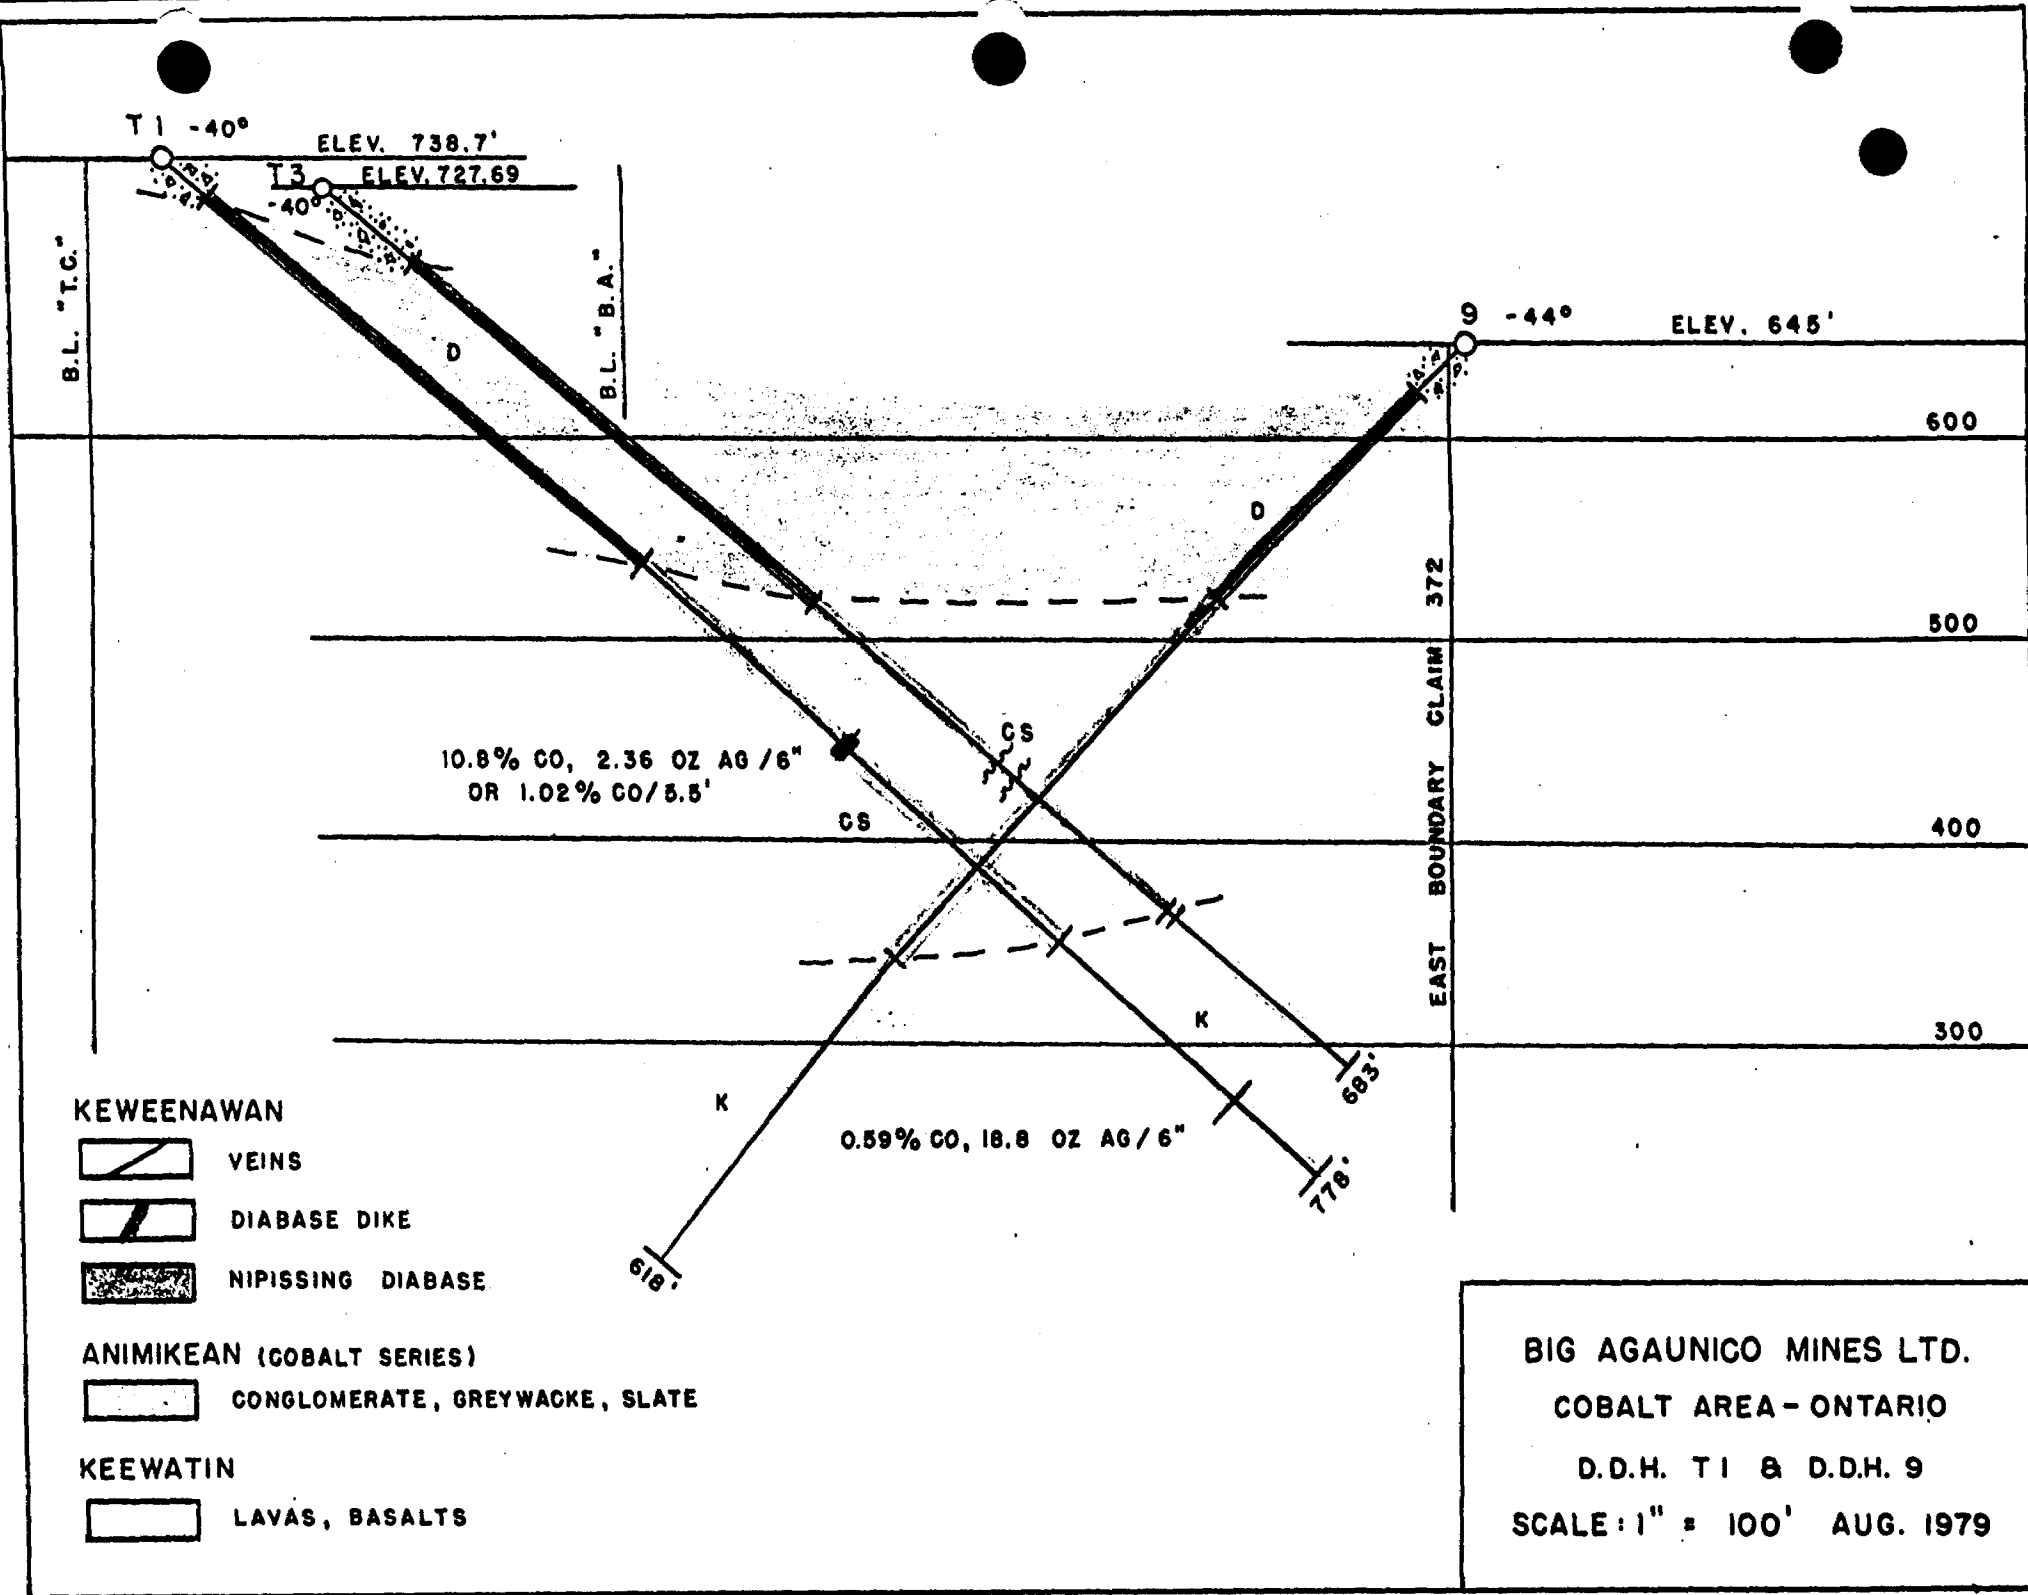 T1 -40°
ELEV. 738.7'
T3 ELEV. 727.69
-40°
B.L. "T.C."
B.L. "B.A."
D
9 -44°
ELEV. 645'
600
D
500
EAST BOUNDARY CLAIM 372
CS
10.8% CO, 2.36 OZ AG/6"
OR 1.02% CO/5.5'
CS
400
K
300
683'
K
0.59% CO, 18.8 OZ AG/6"
778'
618'
KEWEENAWAN
VEINS
DIABASE DIKE
NIPISSING DIABASE
ANIMIKEAN (COBALT SERIES)
CONGLOMERATE, GREYWACKE, SLATE
KEEWATIN
LAVAS, BASALTS
BIG AGAUNICO MINES LTD.
COBALT AREA - ONTARIO
D.D.H. T1 & D.D.H. 9
SCALE: 1" = 100' AUG. 1979